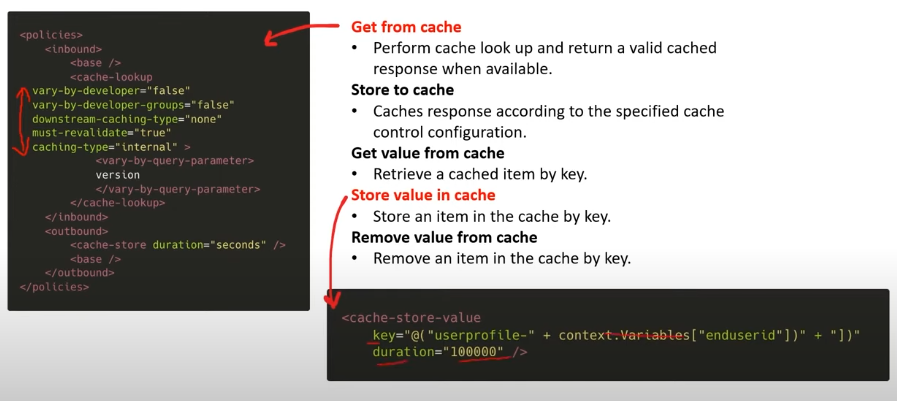 <policies>
<inbound>
<base />
<cache-lookup
vary-by-developer="false"
vary-by-developer-groups="false"
downstream-caching-type="none"
must-revalidate="true"
caching-type="internal" >
<vary-by-query-parameter>
version
</vary-by-query-parameter>
</cache-lookup>
</inbound>
<outbound>
<cache-store duration="seconds" />
<base />
</outbound>
</policies>
Get from cache
• Perform cache look up and return a valid cached
response when available.
Store to cache
• Caches response according to the specified cache
control configuration.
Get value from cache
• Retrieve a cached item by key.
Store value in cache
• Store an item in the cache by key.
Remove value from cache
• Remove an item in the cache by key.
<cache-store-value
key="@("userprofile-" + context.Variables["enduserid"])" + "])"
duration="100000" />